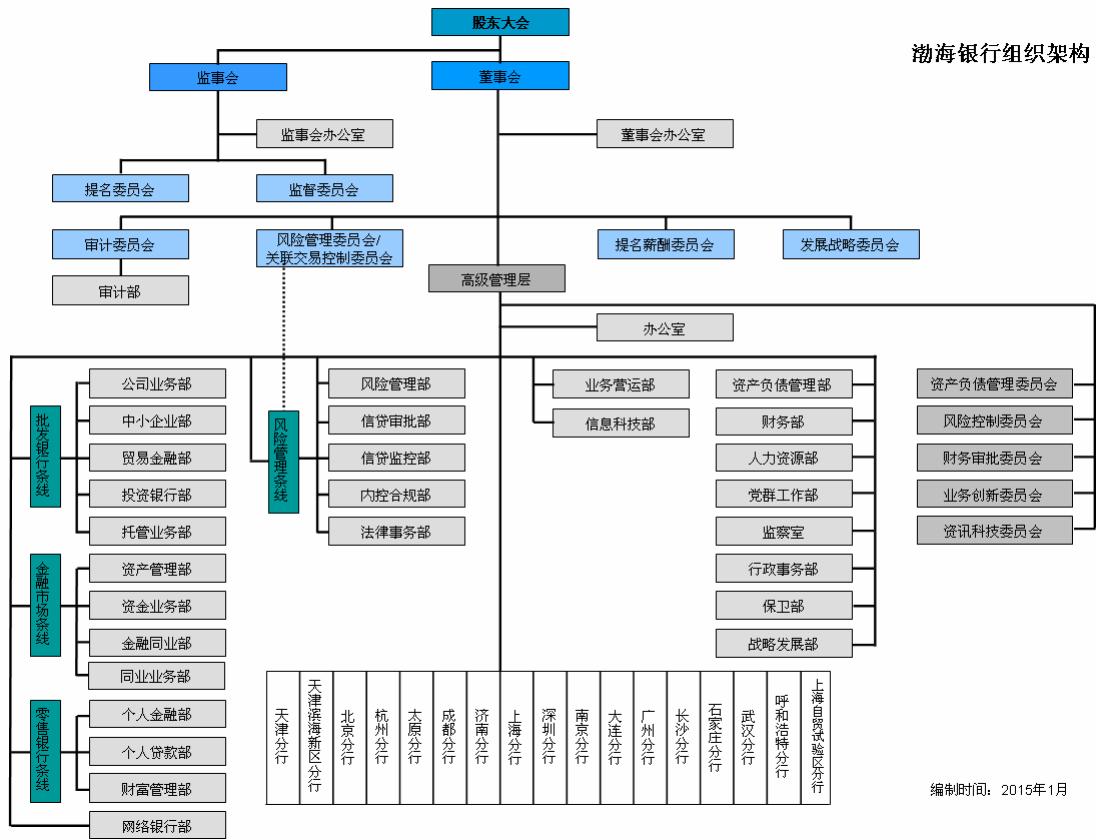 股东大会
渤海银行组织架构
监事会
董事会
监事会办公室
董事会办公室
提名委员会
监督委员会
审计委员会
风险管理委员会/
关联交易控制委员会
提名薪酬委员会
发展战略委员会
审计部
高级管理层
办公室
批发银行条线
公司业务部
中小企业部
贸易金融部
投资银行部
托管业务部
金融市场条线
资产管理部
资金业务部
金融同业部
同业业务部
零售银行条线
个人金融部
个人贷款部
财富管理部
网络银行部
风险管理条线
风险管理部
信贷审批部
信贷监控部
内控合规部
法律事务部
业务营运部
信息科技部
资产负债管理部
财务部
人力资源部
党群工作部
监察室
行政事务部
保卫部
战略发展部
资产负债管理委员会
风险控制委员会
财务审批委员会
业务创新委员会
资讯科技委员会
天津分行
天津滨海新区分行
北京分行
杭州分行
太原分行
成都分行
济南分行
上海分行
深圳分行
南京分行
大连分行
广州分行
长沙分行
石家庄分行
武汉分行
呼和浩特分行
上海自贸试验区分行
编制时间：2015年1月